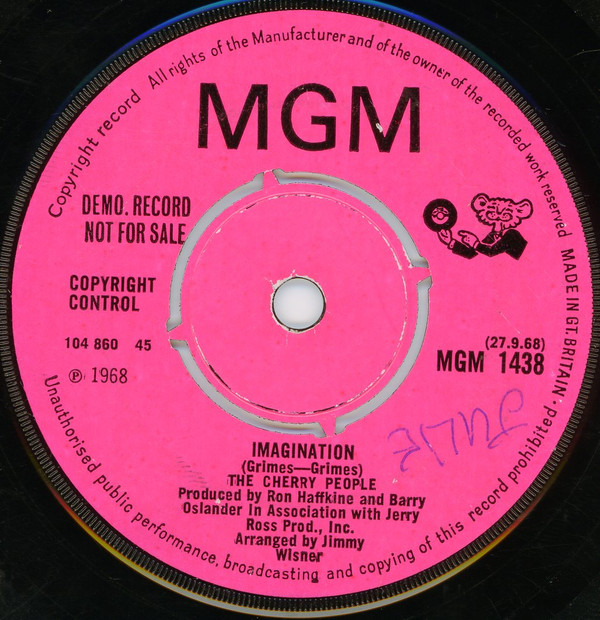 Copyright record All rights of the Manufacturer and of the owner of the recorded work reserved MADE IN GT. BRITAIN •
MGM
DEMO. RECORD
NOT FOR SALE
COPYRIGHT
CONTROL
104 860 45
℗ 1968
(27.9.68)
MGM 1438
IMAGINATION
(Grimes—Grimes)
THE CHERRY PEOPLE
Produced by Ron Haffkine and Barry
Oslander In Association with Jerry
Ross Prod., Inc.
Arranged by Jimmy
Wisner
Unauthorised public performance, broadcasting and copying of this record prohibited.